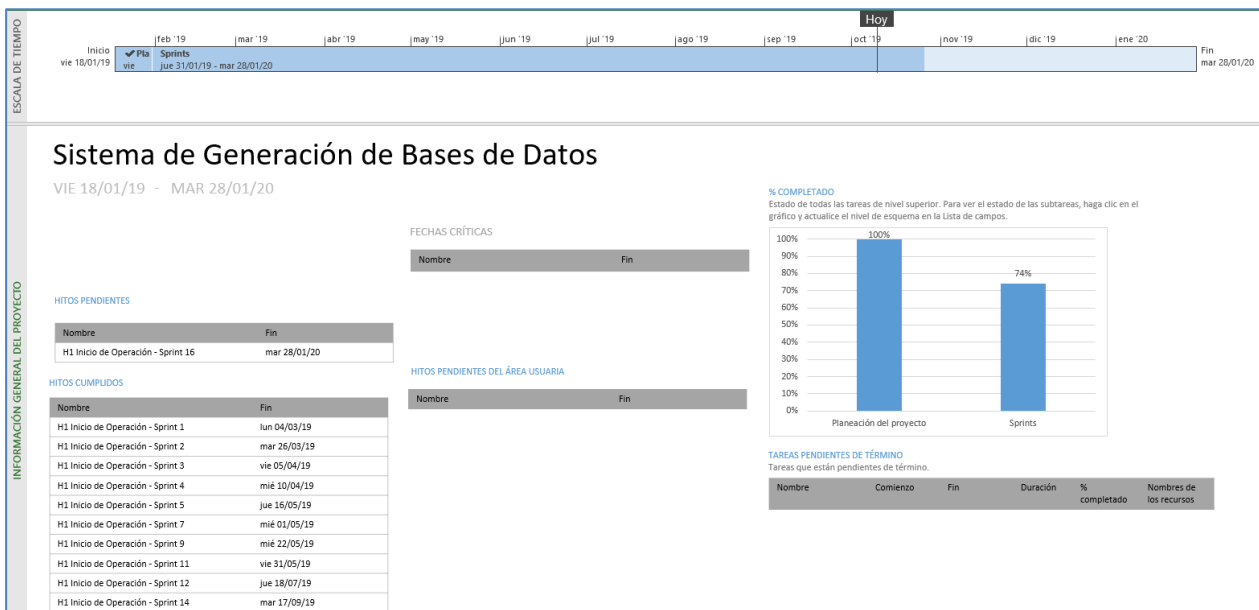 ESCALA DE TIEMPO
Hoy
feb '19 mar '19 abr '19 may '19 jun '19 jul '19 ago '19 sep '19 oct '19 nov '19 dic '19 ene '20
Inicio
vie 18/01/19
Pla Sprints
vie jue 31/01/19 - mar 28/01/20
Fin
mar 28/01/20
INFORMACIÓN GENERAL DEL PROYECTO
Sistema de Generación de Bases de Datos
VIE 18/01/19 - MAR 28/01/20
HITOS PENDIENTES
Nombre Fin
H1 Inicio de Operación - Sprint 16 mar 28/01/20
HITOS CUMPLIDOS
Nombre Fin
H1 Inicio de Operación - Sprint 1 lun 04/03/19
H1 Inicio de Operación - Sprint 2 mar 26/03/19
H1 Inicio de Operación - Sprint 3 vie 05/04/19
H1 Inicio de Operación - Sprint 4 mié 10/04/19
H1 Inicio de Operación - Sprint 5 jue 16/05/19
H1 Inicio de Operación - Sprint 7 mié 01/05/19
H1 Inicio de Operación - Sprint 9 mié 22/05/19
H1 Inicio de Operación - Sprint 11 vie 31/05/19
H1 Inicio de Operación - Sprint 12 jue 18/07/19
H1 Inicio de Operación - Sprint 14 mar 17/09/19
FECHAS CRÍTICAS
Nombre Fin
HITOS PENDIENTES DEL ÁREA USUARIA
Nombre Fin
% COMPLETADO
Estado de todas las tareas de nivel superior. Para ver el estado de las subtareas, haga clic en el
gráfico y actualice el nivel de esquema en la Lista de campos.
100%
90%
80%
70%
60%
50%
40%
30%
20%
10%
0%
100%
74%
Planeación del proyecto Sprints
TAREAS PENDIENTES DE TÉRMINO
Tareas que están pendientes de término.
Nombre Comienzo Fin Duración % Nombres de
completado los recursos